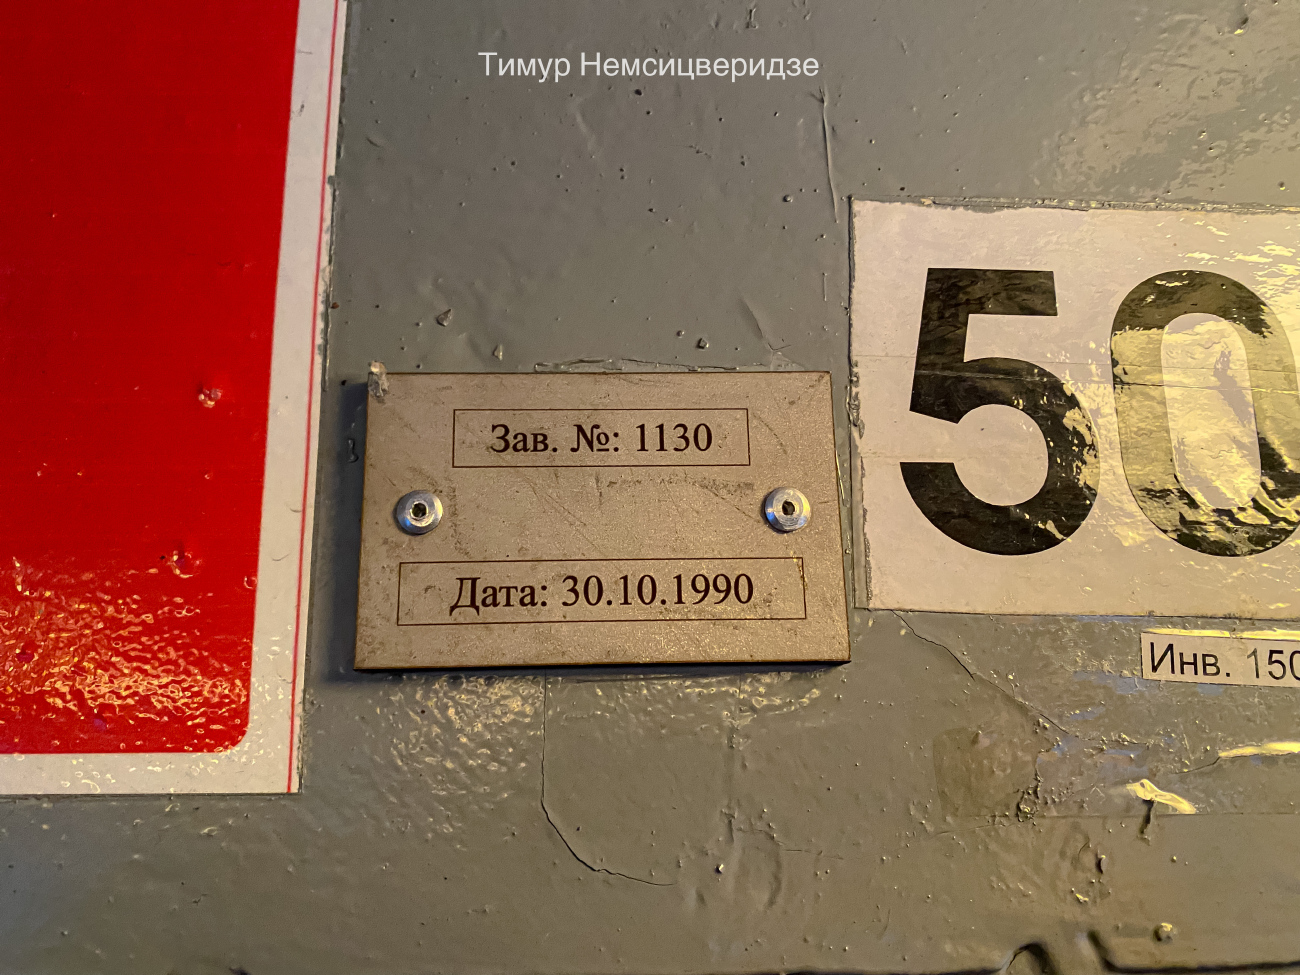 Тимур Немсицверидзе
50
Зав. №: 1130
Дата: 30.10.1990
Инв. 150